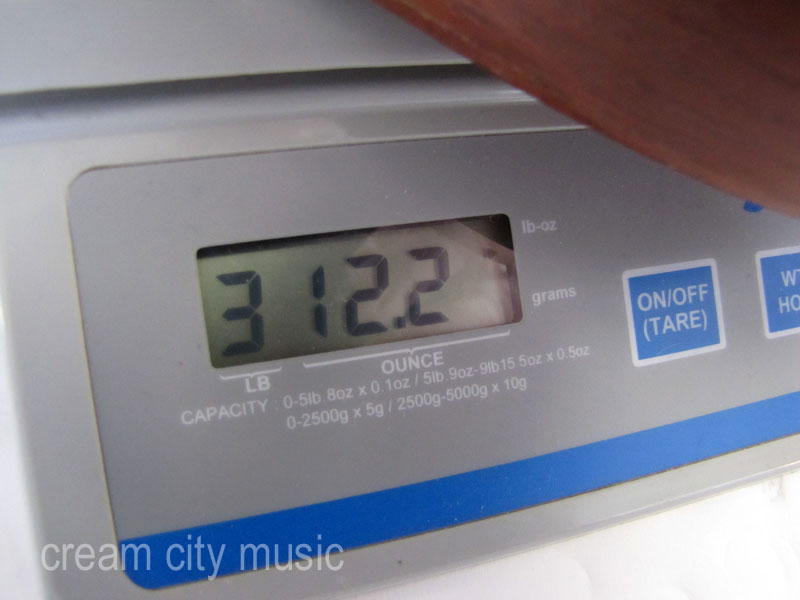 lb-oz
3 12.2
grams
LB
OUNCE
ON/OFF
(TARE)
CAPACITY : 0-5lb.8oz x 0.1oz / 5lb.9oz-9lb15.5oz x 0.5oz
0-2500g x 5g / 2500g-5000g x 10g
cream city music